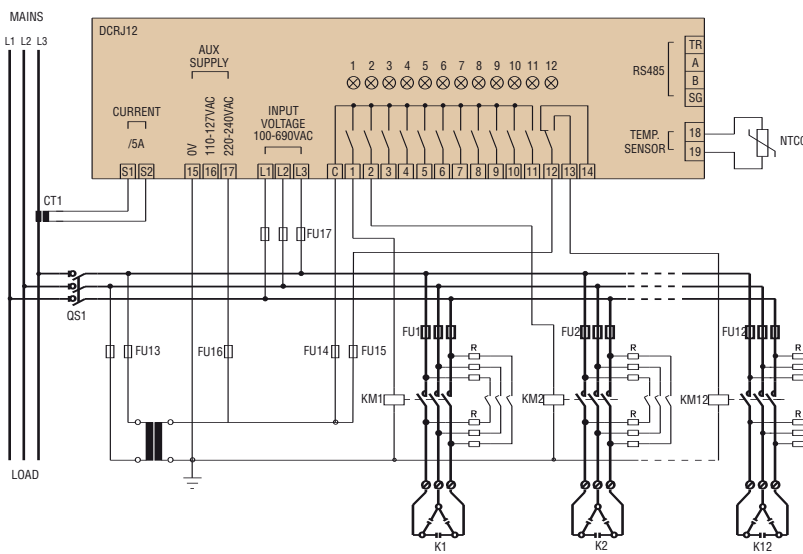 MAINS
L1 L2 L3
DCRJ12
AUX
SUPPLY
CURRENT
/5A
0V
110-127VAC
220-240VAC
INPUT
VOLTAGE
100-690VAC
1 2 3 4 5 6 7 8 9 10 11 12
RS485
TR
A
B
SG
TEMP.
SENSOR
18
19
NTC0
S1 S2
15 16 17
L1 L2 L3
C 1 2 3 4 5 6 7 8 9 10 11 12 13 14
CT1
FU17
QS1
FU13
FU16
FU14
FU15
FU1
FU2
FU12
R
R
R
KM1
KM2
KM12
R
R
R
LOAD
K1
K2
K12